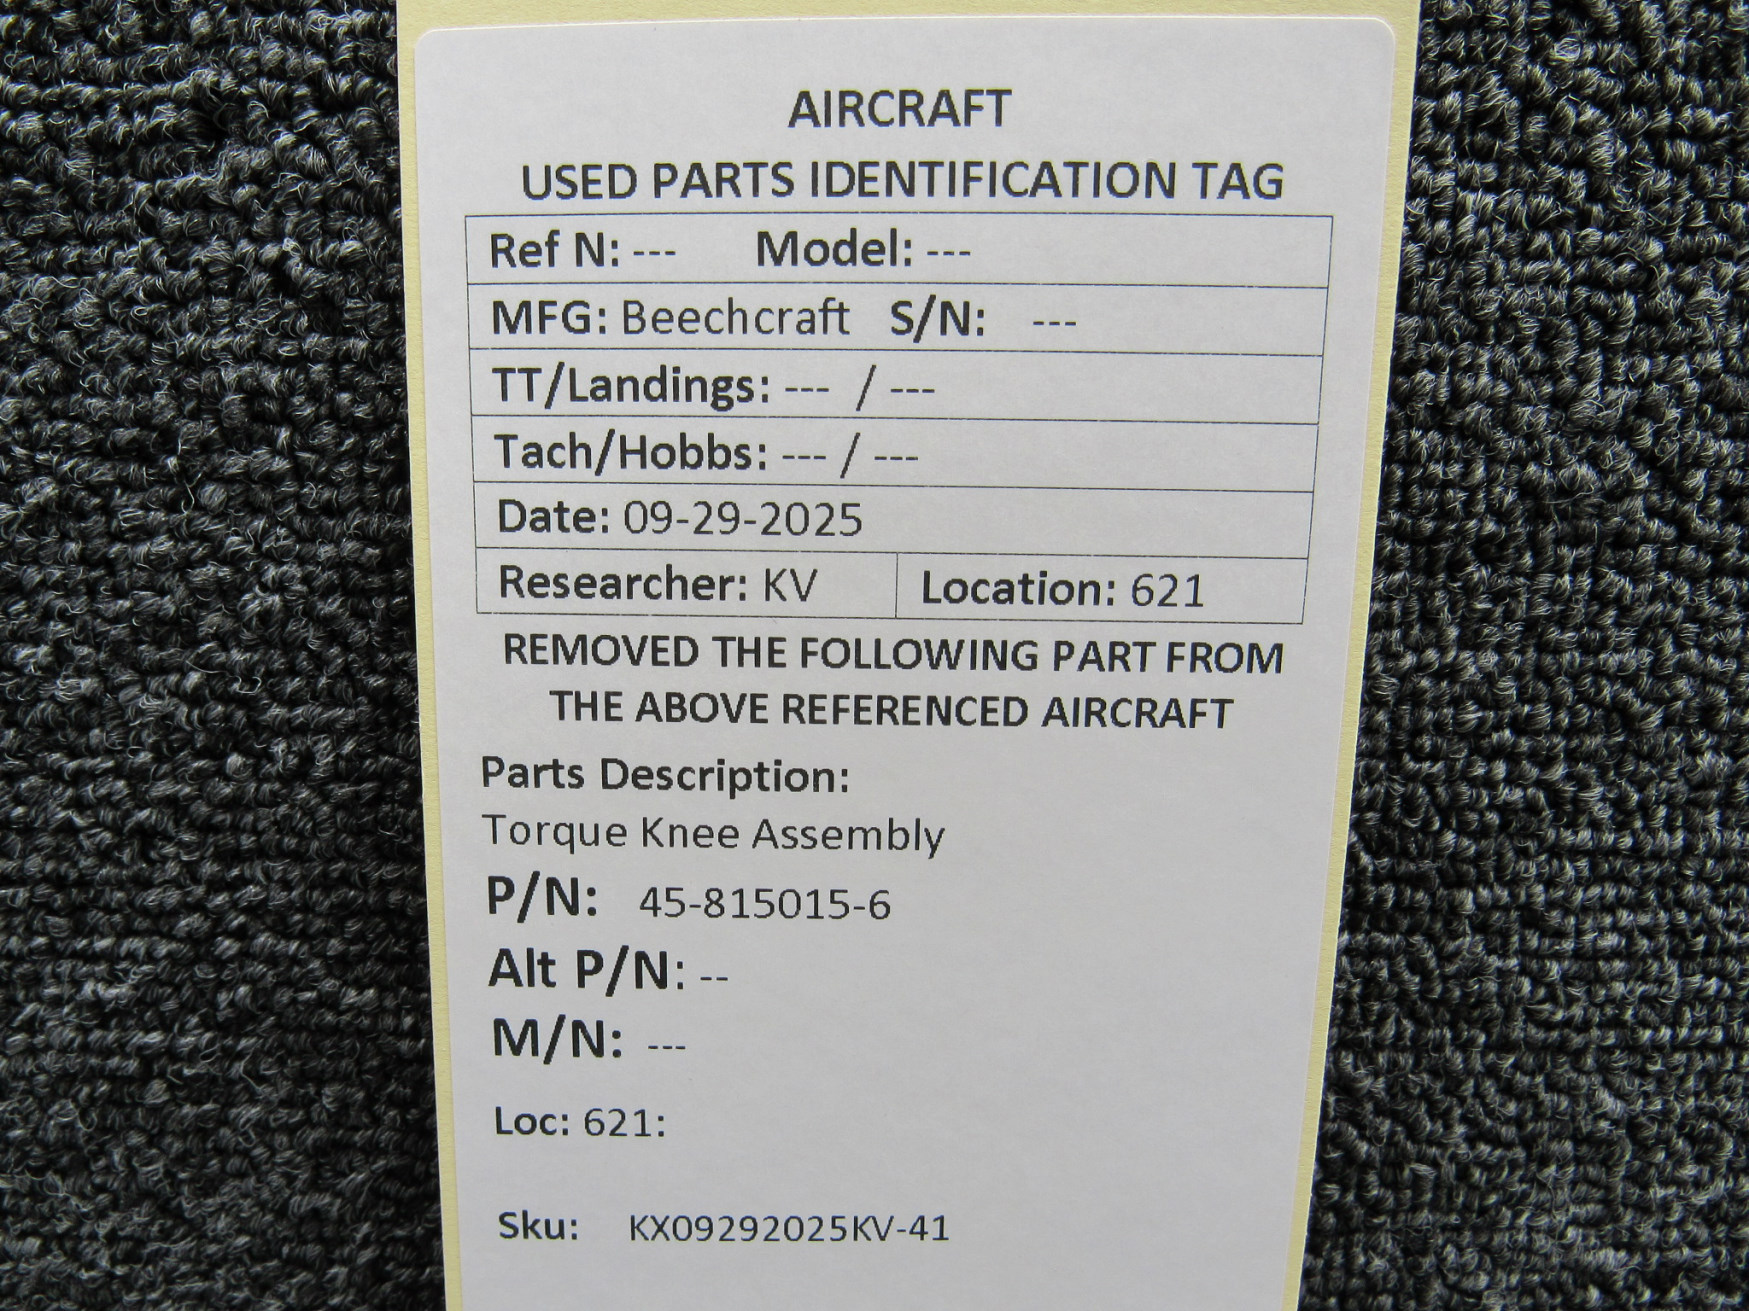 AIRCRAFT
USED PARTS IDENTIFICATION TAG
Ref N: --- Model: ---
MFG: Beechcraft S/N: ---
TT/Landings: --- / ---
Tach/Hobbs: --- / ---
Date: 09-29-2025
Researcher: KV Location: 621
REMOVED THE FOLLOWING PART FROM
THE ABOVE REFERENCED AIRCRAFT
Parts Description:
Torque Knee Assembly
P/N: 45-815015-6
Alt P/N: --
M/N: ---
Loc: 621:
Sku: KX09292025KV-41